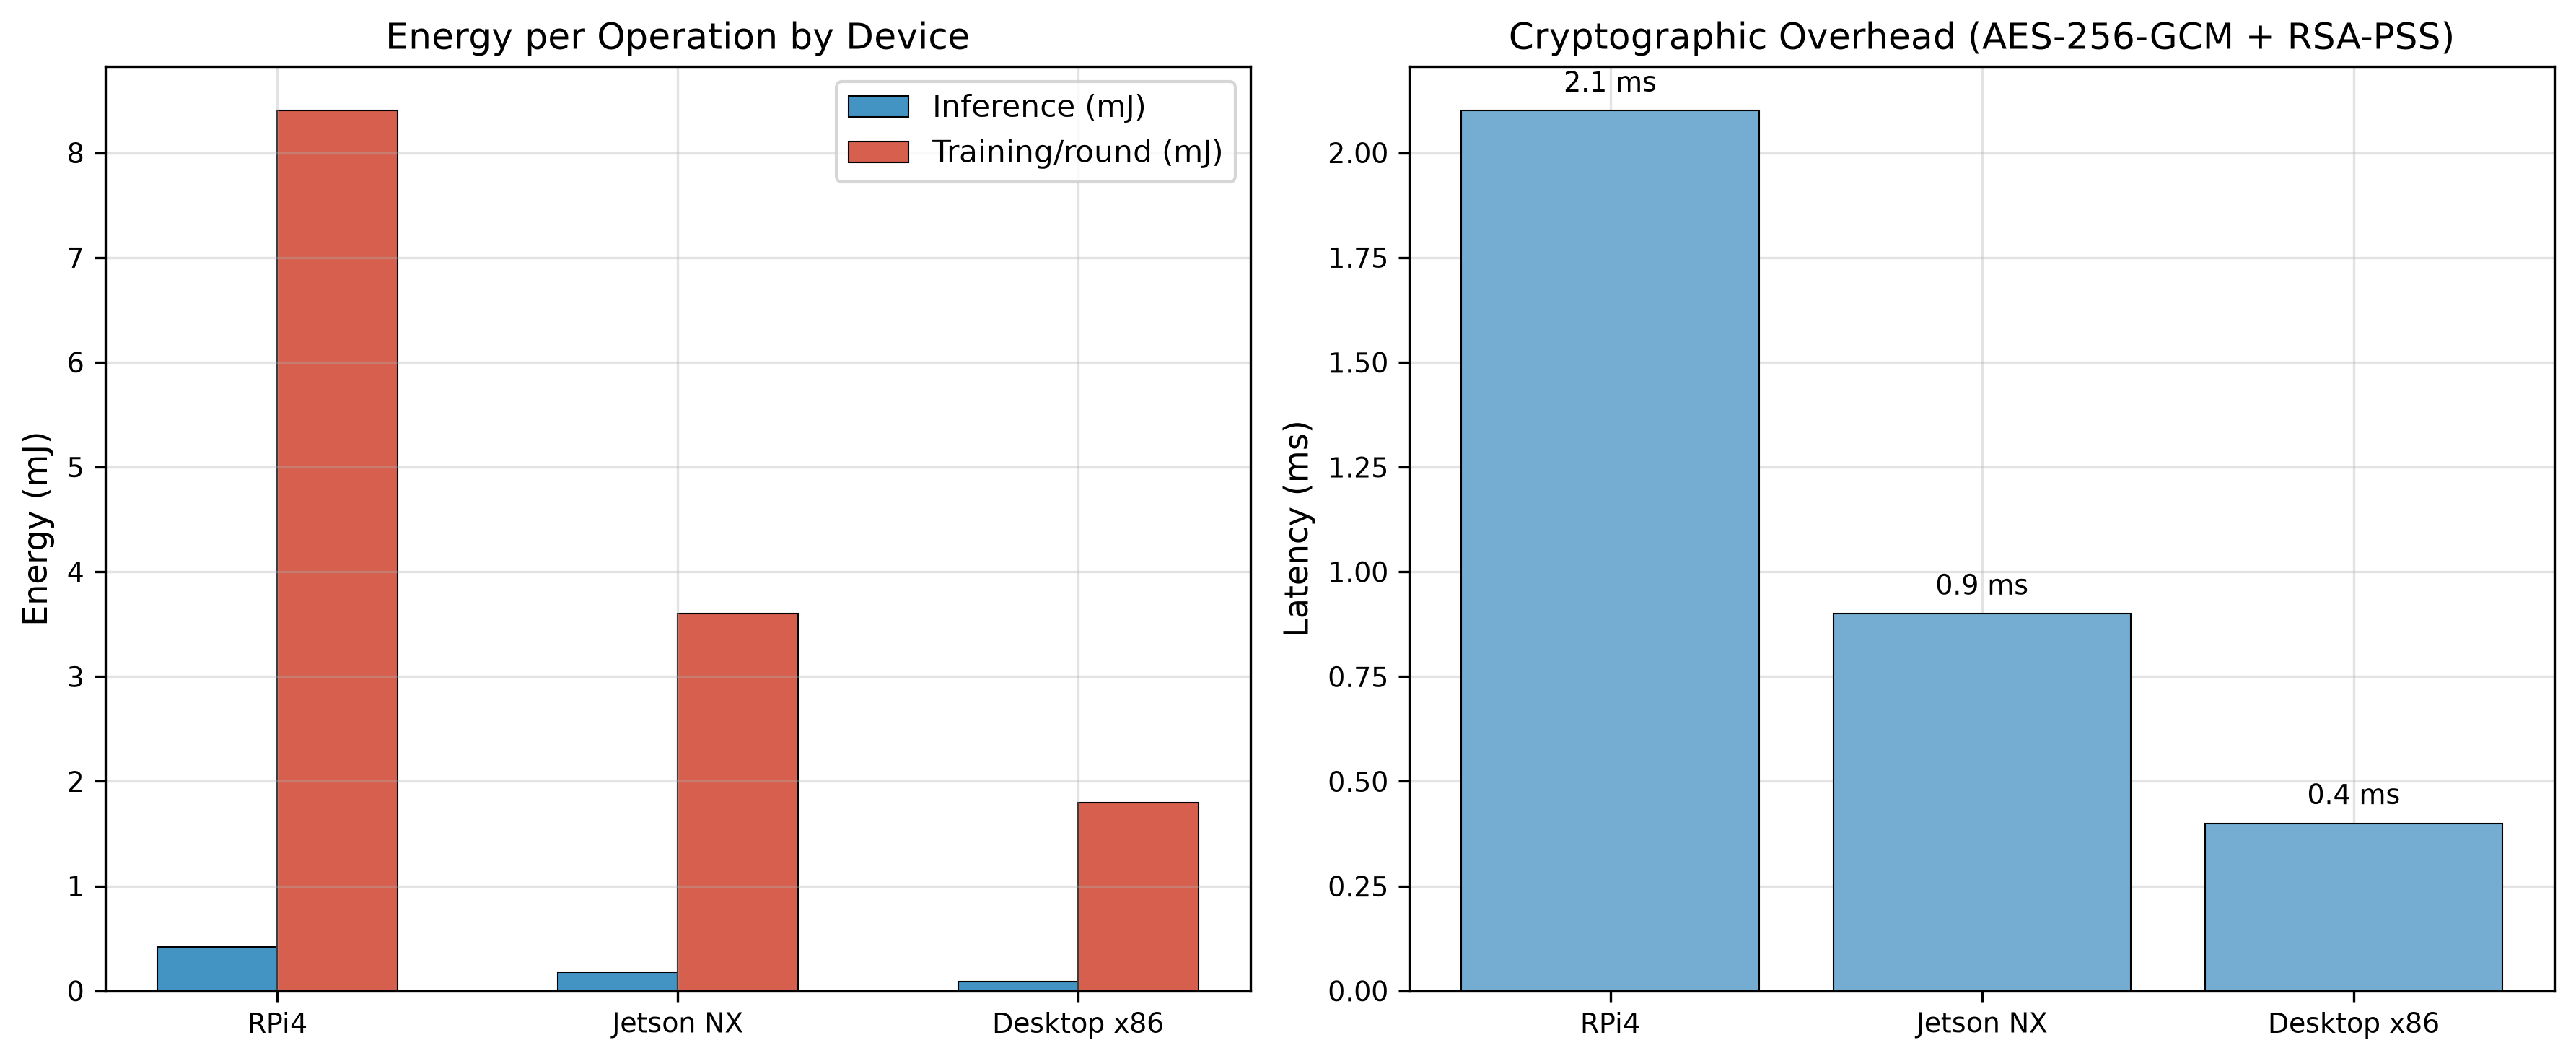 Energy per Operation by Device
Energy (mJ)
8
7
6
5
4
3
2
1
0
RPi4
Jetson NX
Desktop x86
Inference (mJ)
Training/round (mJ)
Cryptographic Overhead (AES-256-GCM + RSA-PSS)
Latency (ms)
2.00
1.75
1.50
1.25
1.00
0.75
0.50
0.25
0.00
2.1 ms
0.9 ms
0.4 ms
RPi4
Jetson NX
Desktop x86